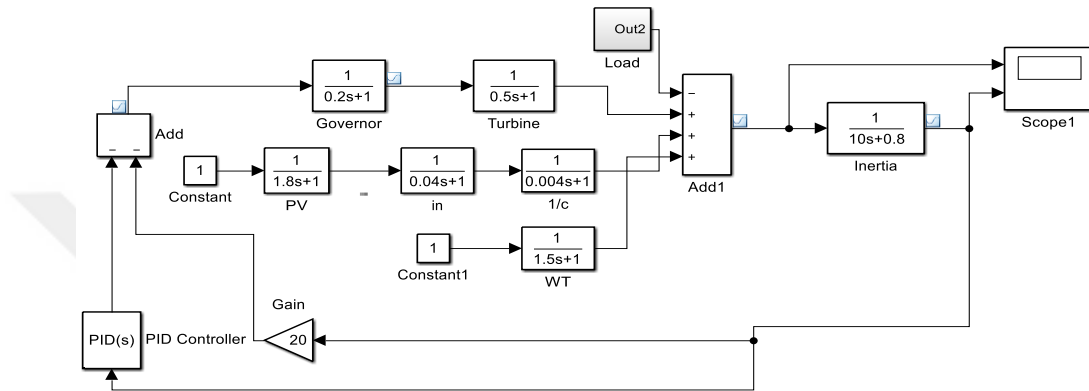 Out2
Load
1
0.2s+1
Governor
1
0.5s+1
Turbine
Add
− −
−
+
+
+
Add1
1
10s+0.8
Inertia
Scope1
1
Constant
1
1.8s+1
PV
1
0.04s+1
in
1
0.004s+1
1/c
1
Constant1
1
1.5s+1
WT
Gain
20
PID(s)
PID Controller